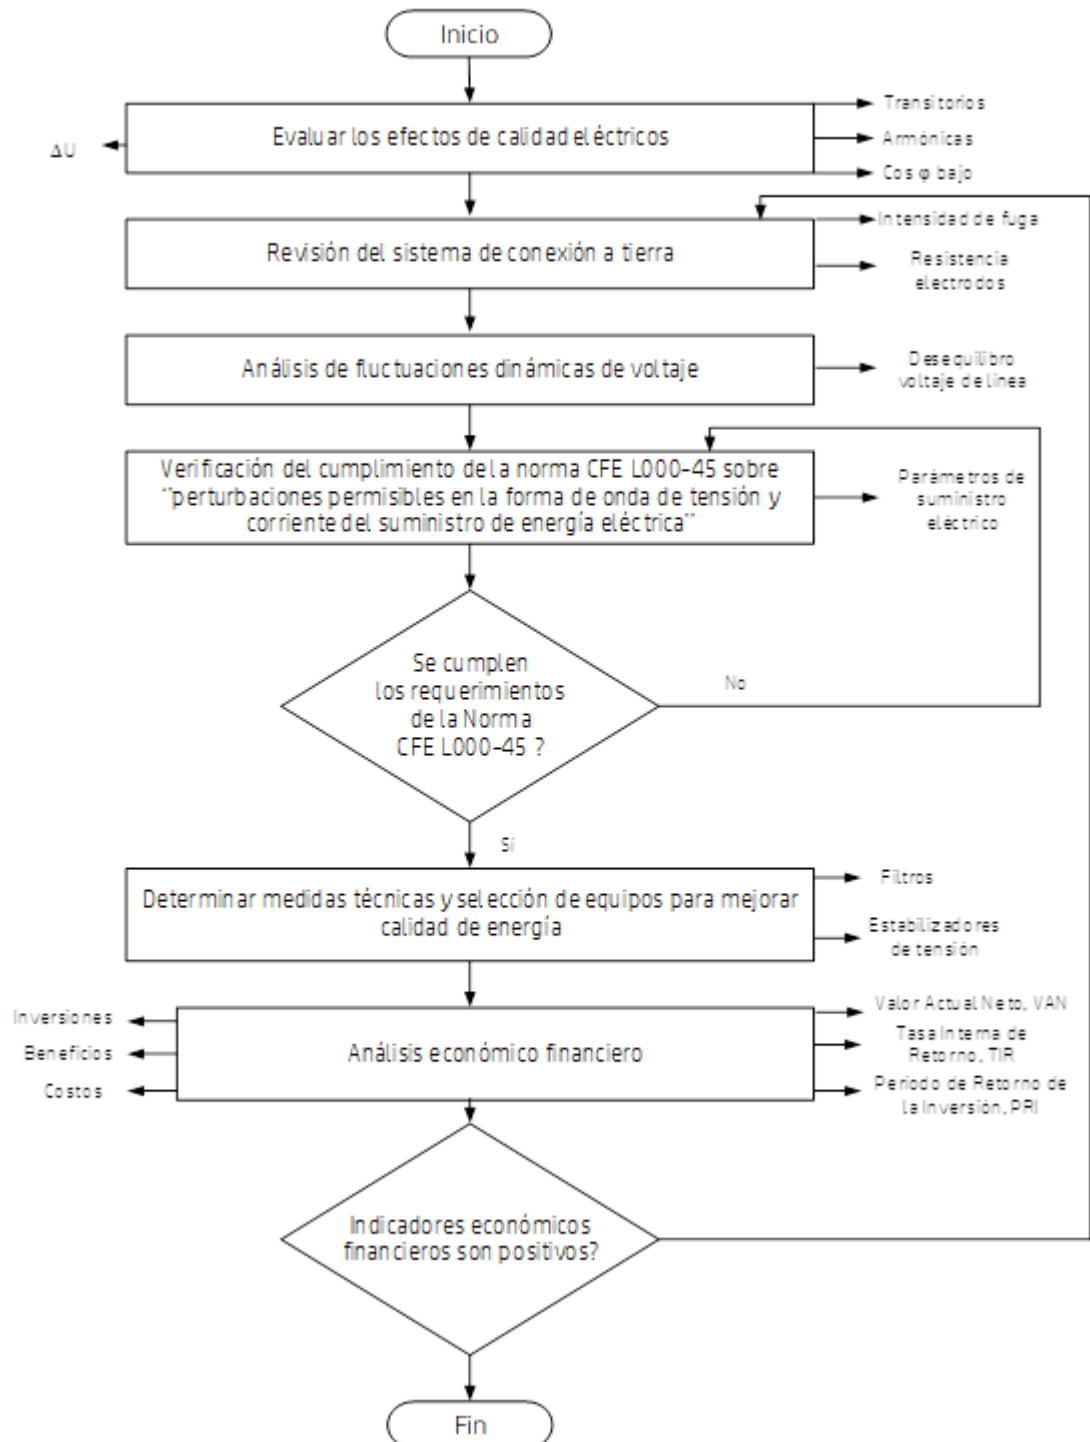 Inicio
Evaluar los efectos de calidad eléctricos
ΔU
Transitorios
Armónicas
Cos φ bajo
Revisión del sistema de conexión a tierra
Intensidad de fuga
Resistencia
electrodos
Análisis de fluctuaciones dinámicas de voltaje
Desequilibro
voltaje de línea
Verificación del cumplimiento de la norma CFE L000-45 sobre
“perturbaciones permisibles en la forma de onda de tensión y
corriente del suministro de energía eléctrica”
Parámetros de
suministro
eléctrico
Se cumplen
los requerimientos
de la Norma
CFE L000-45 ?
No
Si
Determinar medidas técnicas y selección de equipos para mejorar
calidad de energía
Filtros
Estabilizadores
de tensión
Inversiones
Beneficios
Costos
Análisis económico financiero
Valor Actual Neto, VAN
Tasa Interna de
Retorno, TIR
Periodo de Retorno de
la Inversión, PRI
Indicadores económicos
financieros son positivos?
Fin